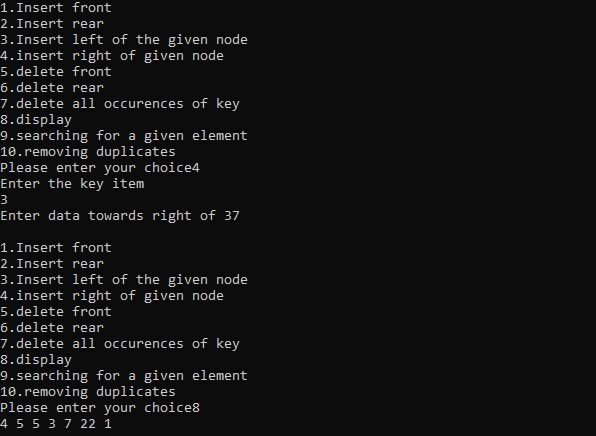 1.Insert front
2.Insert rear
3.Insert left of the given node
4.insert right of given node
5.delete front
6.delete rear
7.delete all occurences of key
8.display
9.searching for a given element
10.removing duplicates
Please enter your choice4
Enter the key item
3
Enter data towards right of 37
1.Insert front
2.Insert rear
3.Insert left of the given node
4.insert right of given node
5.delete front
6.delete rear
7.delete all occurences of key
8.display
9.searching for a given element
10.removing duplicates
Please enter your choice8
4 5 5 3 7 22 1